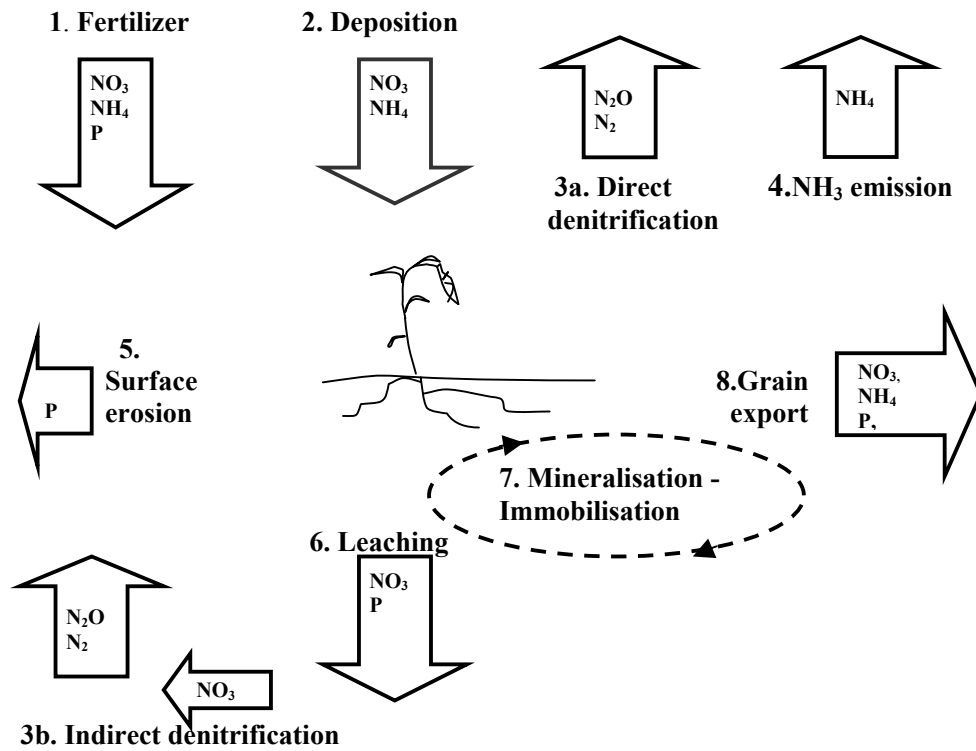 1. Fertilizer
NO₃
NH₄
P
2. Deposition
NO₃
NH₄
N₂O
N₂
3a. Direct
denitrification
NH₄
4.NH₃ emission
5.
Surface
erosion
P
8.Grain
export
NO₃,
NH₄
P,
7. Mineralisation -
Immobilisation
6. Leaching
NO₃
P
N₂O
N₂
NO₃
3b. Indirect denitrification